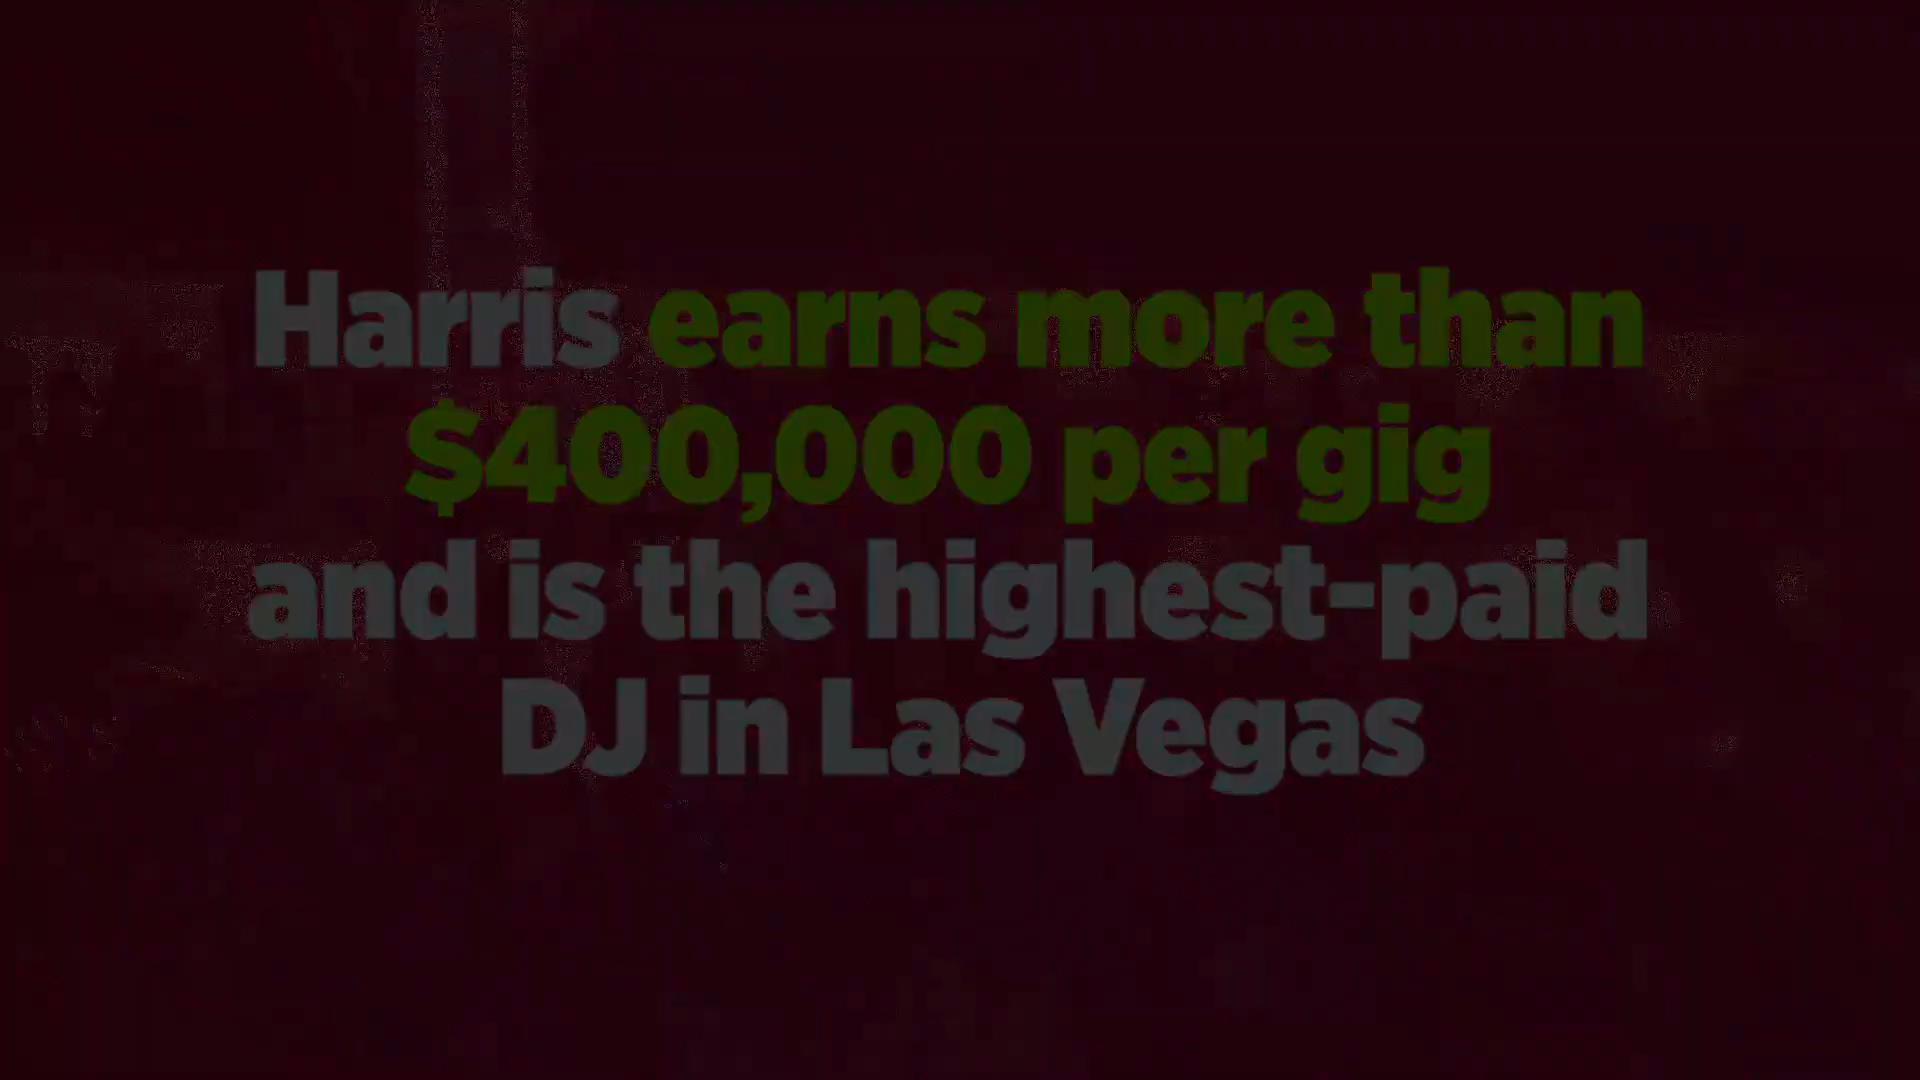 Harris earns more than
$400,000 per gig
and is the highest-paid
DJ in Las Vegas